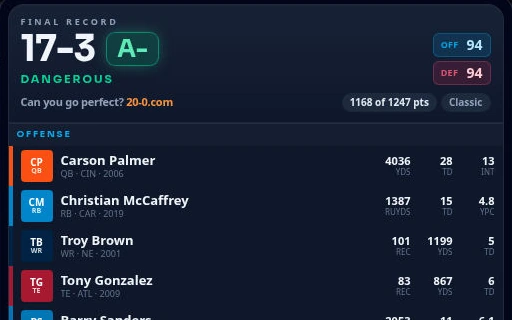 FINAL RECORD
17-3 A-
OFF 94
DANGEROUS
DEF 94
Can you go perfect? 20-0.com
1168 of 1247 pts Classic
OFFENSE
CP QB Carson Palmer QB · CIN · 2006 4036 YDS 28 TD 13 INT
CM RB Christian McCaffrey RB · CAR · 2019 1387 RUYDS 15 TD 4.8 YPC
TB WR Troy Brown WR · NE · 2001 101 REC 1199 YDS 5 TD
TG TE Tony Gonzalez TE · ATL · 2009 83 REC 867 YDS 6 TD
Barry Sanders 2053 11 6.1